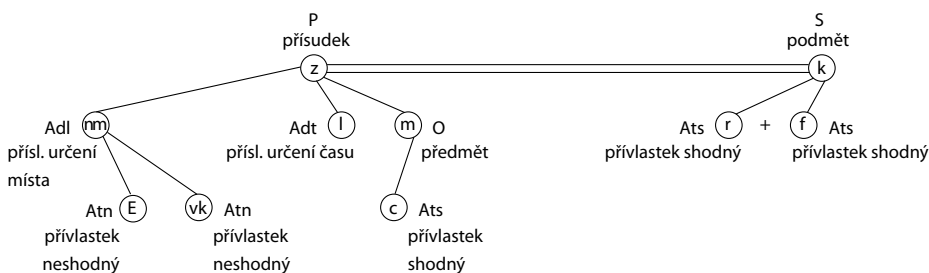 P
přísudek
z
S
podmět
k
Adl
nm
přísl. určení
místa
Adt
l
přísl. určení času
m
O
předmět
Ats
r
+
f
Ats
přívlastek shodný
přívlastek shodný
Atn
E
přívlastek
neshodný
vk
Atn
přívlastek
neshodný
c
Ats
přívlastek
shodný